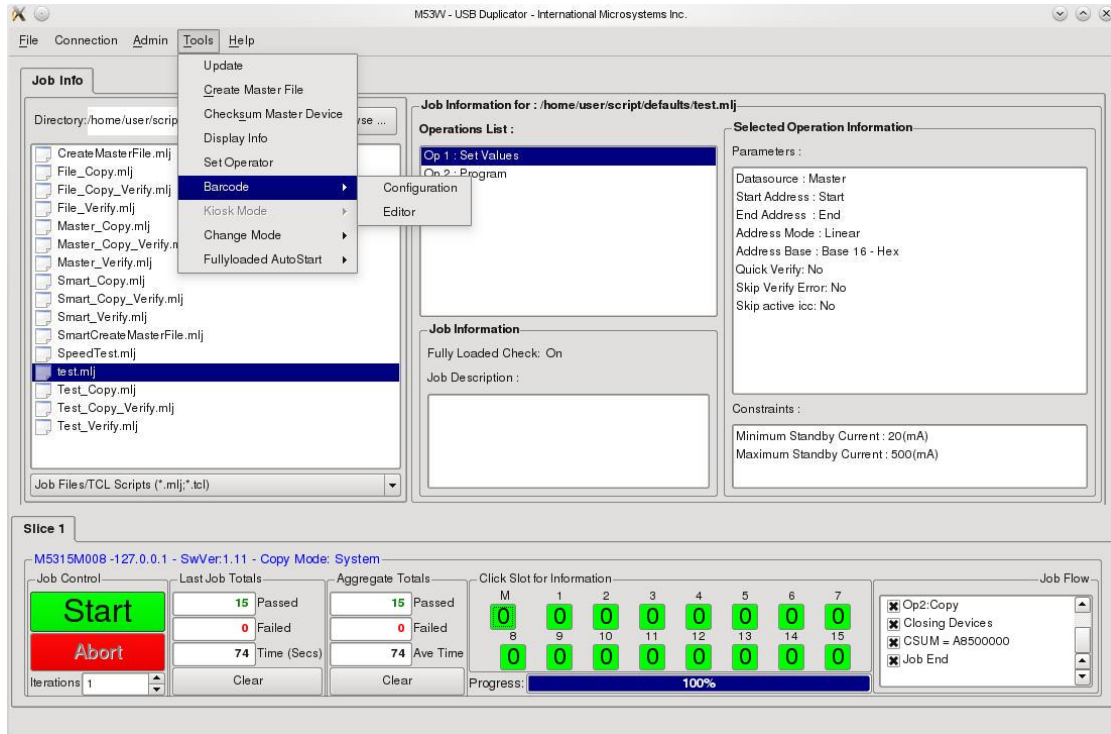 M53W - USB Duplicator - International Microsystems Inc.
File Connection Admin Tools Help
Update
Create Master File
Checksum Master Device
Display Info
Set Operator
Barcode
Kiosk Mode
Change Mode
Fullyloaded AutoStart
Configuration
Editor
Job Info
Directory:/home/user/scrip
CreateMasterFile.mlj
File_Copy.mlj
File_Copy_Verify.mlj
File_Verify.mlj
Master_Copy.mlj
Master_Copy_Verify.m
Master_Verify.mlj
Smart_Copy.mlj
Smart_Copy_Verify.mlj
Smart_Verify.mlj
SmartCreateMasterFile.mlj
SpeedTest.mlj
test.mlj
Test_Copy.mlj
Test_Copy_Verify.mlj
Test_Verify.mlj
Job Files/TCL Scripts (*.mlj;*.tcl)
Job Information for : /home/user/script/defaults/test.mlj
Operations List :
Op 1 : Set Values
Op 2 : Program
Job Information
Fully Loaded Check: On
Job Description :
Selected Operation Information
Parameters :
Datasource : Master
Start Address : Start
End Address : End
Address Mode : Linear
Address Base : Base 16 - Hex
Quick Verify: No
Skip Verify Error: No
Skip active icc: No
Constraints :
Minimum Standby Current : 20(mA)
Maximum Standby Current : 500(mA)
Slice 1
M5315M008 -127.0.0.1 - SwVer:1.11 - Copy Mode: System
Job Control
Start
Abort
Iterations 1
Last Job Totals
15 Passed
0 Failed
74 Time (Secs)
Clear
Aggregate Totals
15 Passed
0 Failed
74 Ave Time
Clear
Click Slot for Information
M 1 2 3 4 5 6 7
0 0 0 0 0 0 0 0
8 9 10 11 12 13 14 15
0 0 0 0 0 0 0 0
Progress: 100%
Job Flow
Op2:Copy
Closing Devices
CSUM = A8500000
Job End